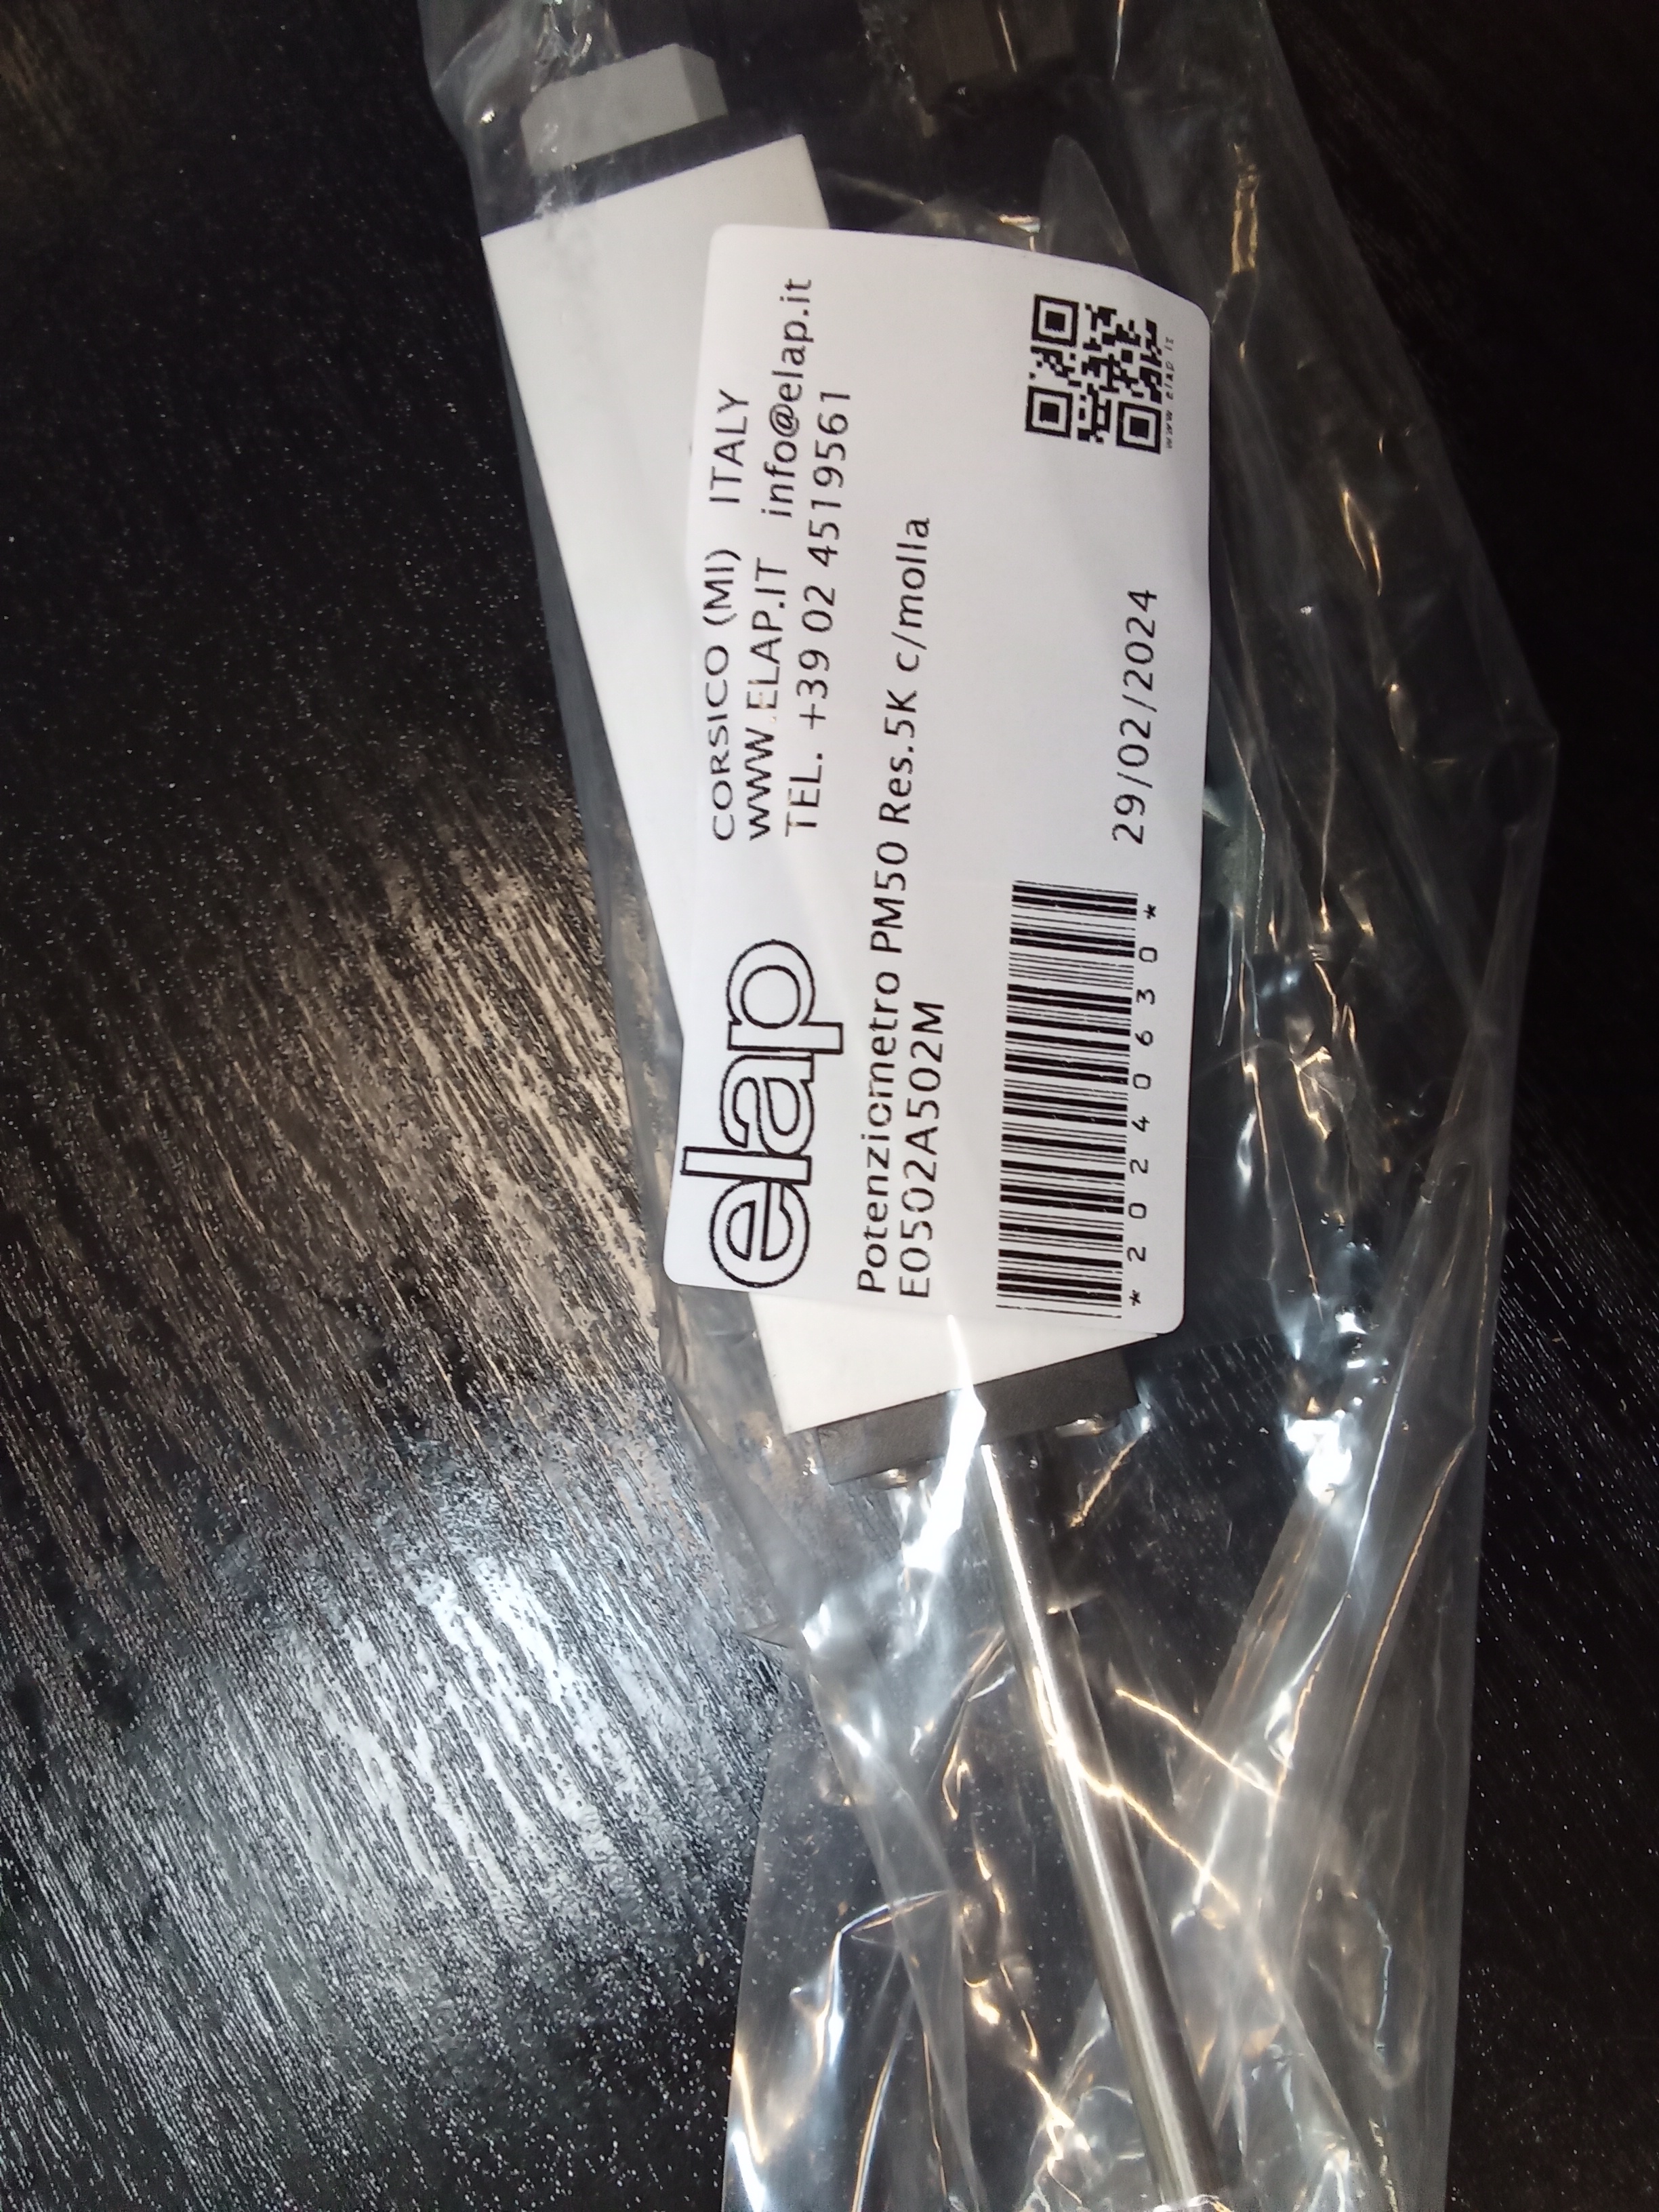 elap
CORSICO (MI) ITALY
WWW.ELAP.IT info@elap.it
TEL. +39 02 4519561
Potenziometro PM50 Res.5K c/molla
E0502A502M
*20240630*
29/02/2024
www.elap.it